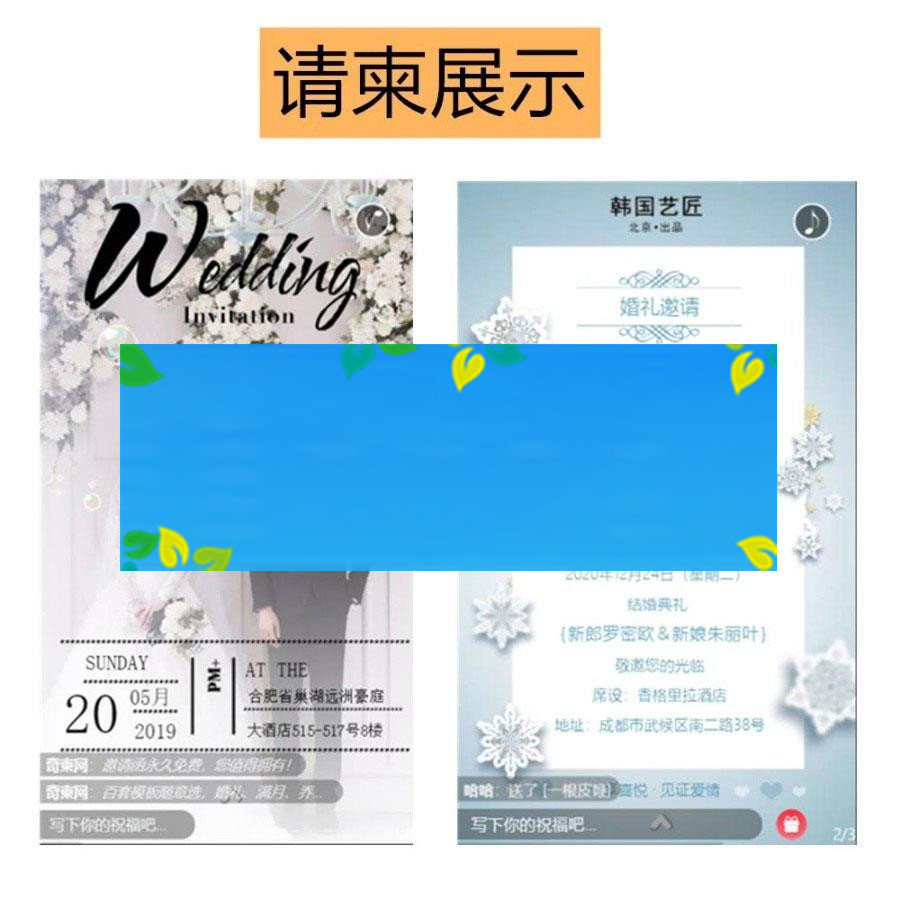 请柬展示
Wedding
Invitation
SUNDAY
20
05月
2019
PM+
AT THE
合肥省巢湖远洲豪庭
大酒店515-517号8楼
奇柬网：邀请函永久免费，您值得拥有！
奇柬网：百套模板随意选，婚礼、满月、乔...
写下你的祝福吧...
韩国艺匠
北京•出品
婚礼邀请
2020年12月24日（星期二）
结婚典礼
{新郎罗密欧&新娘朱丽叶}
敬邀您的光临
席设：香格里拉酒店
地址：成都市武候区南二路38号
哈哈：送了 [一根皮鞭]
喜悦 · 见证爱情
写下你的祝福吧...
2/3